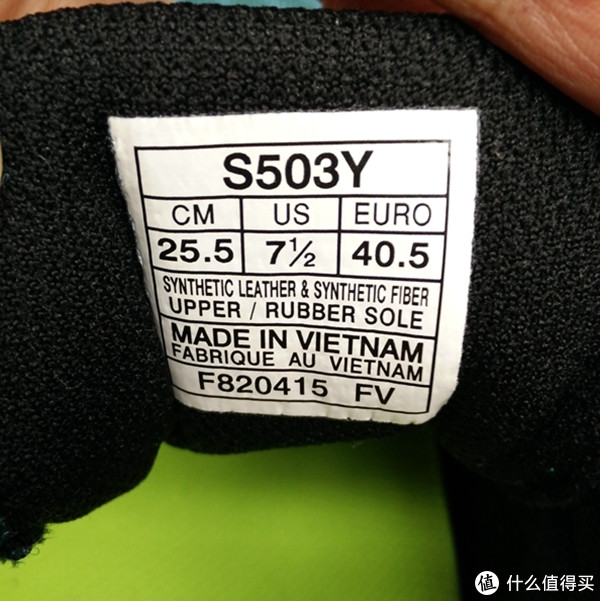 S503Y
CM US EURO
25.5 7½ 40.5
SYNTHETIC LEATHER & SYNTHETIC FIBER
UPPER / RUBBER SOLE
MADE IN VIETNAM
FABRIQUE AU VIETNAM
F820415 FV
值 什么值得买